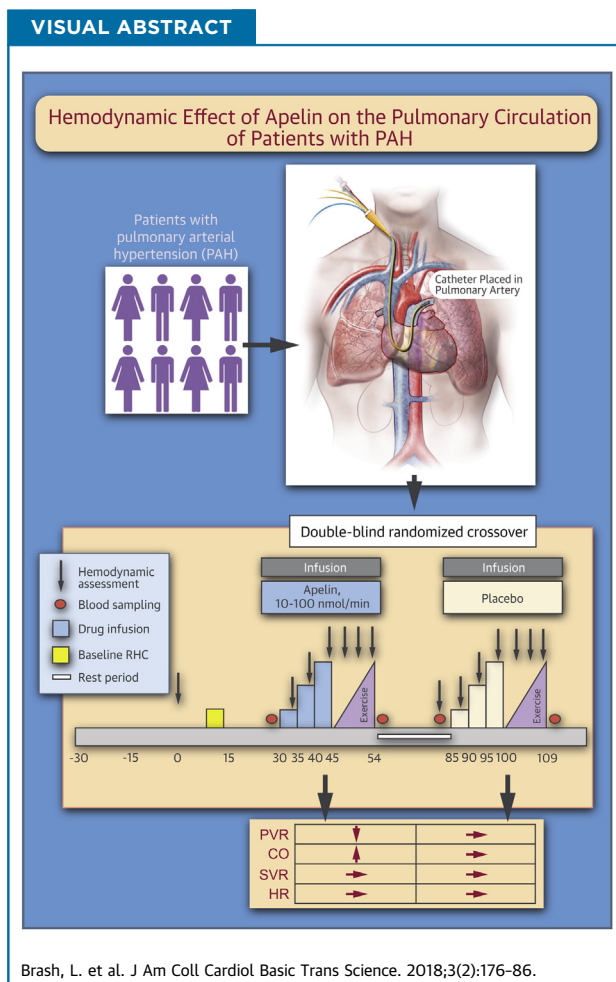 VISUAL ABSTRACT
Hemodynamic Effect of Apelin on the Pulmonary Circulation
of Patients with PAH
Patients with
pulmonary arterial
hypertension (PAH)
Catheter Placed in
Pulmonary Artery
Double-blind randomized crossover
Hemodynamic
assessment
Blood sampling
Drug infusion
Baseline RHC
Rest period
Infusion
Apelin,
10-100 nmol/min
Infusion
Placebo
Exercise
Exercise
-30 -15 0 15 30 35 40 45 54 85 90 95 100 109
PVR
CO
SVR
HR
Brash, L. et al. J Am Coll Cardiol Basic Trans Science. 2018;3(2):176–86.